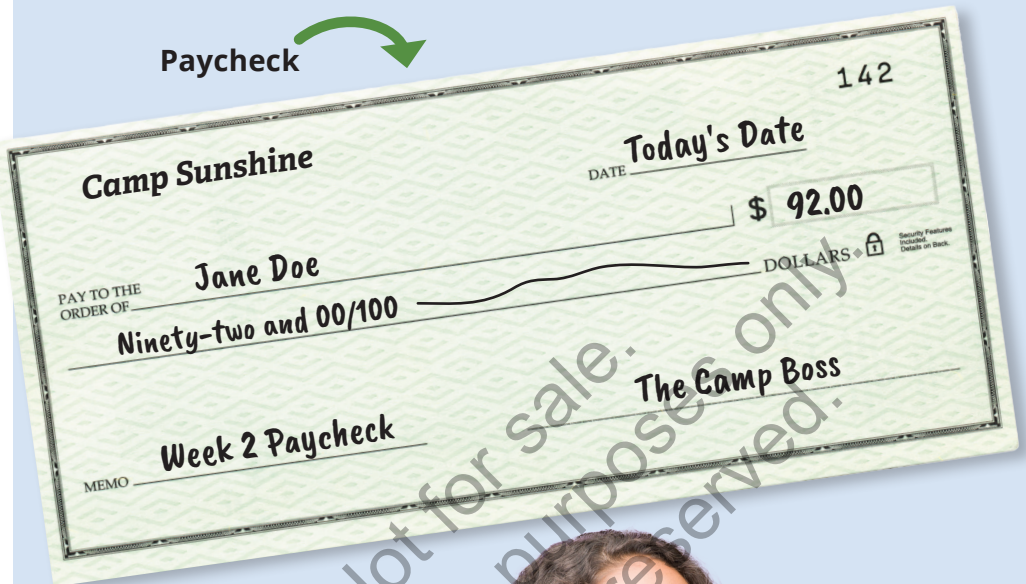 Paycheck
142
Camp Sunshine
DATE Today's Date
$ 92.00
PAY TO THE
ORDER OF Jane Doe
Ninety-two and 00/100 DOLLARS
Security Features
Included.
Details on Back.
MEMO Week 2 Paycheck
The Camp Boss
not for sale.
purposes only.
reserved.